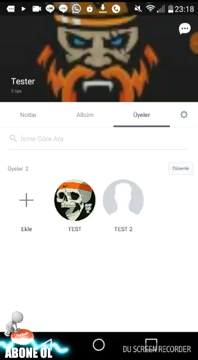 23:18
Tester
Notlar Albüm Üyeler
İsme Göre Ara
Üyeler 2 Düzenle
Ekle TEST TEST 2
ABONE OL
DU SCREEN RECORDER